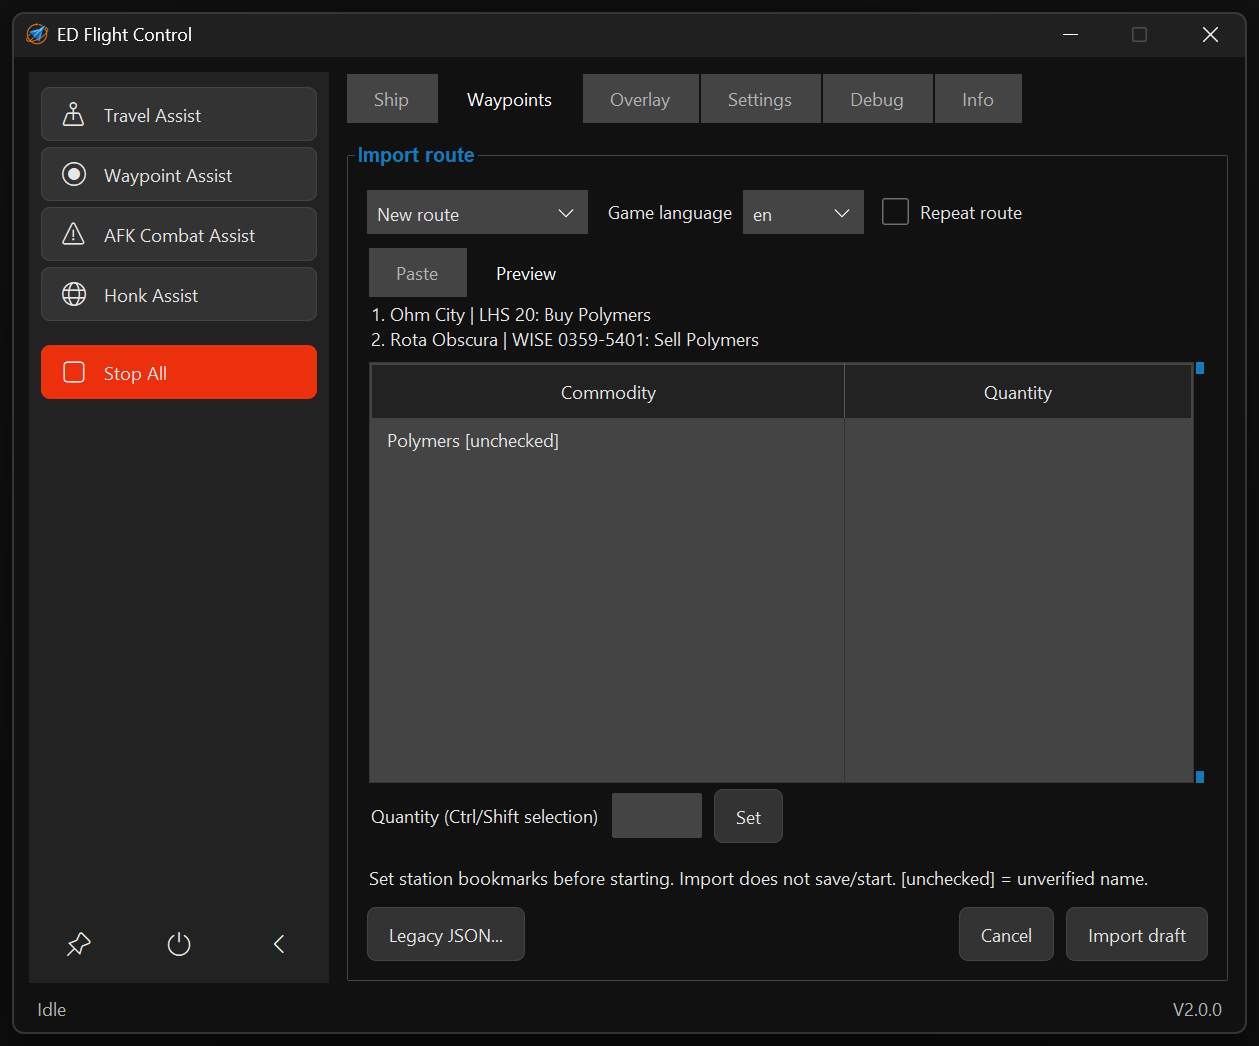 ED Flight Control
Travel Assist
Waypoint Assist
AFK Combat Assist
Honk Assist
Stop All
Ship
Waypoints
Overlay
Settings
Debug
Info
Import route
New route
Game language
en
Repeat route
Paste
Preview
1. Ohm City | LHS 20: Buy Polymers
2. Rota Obscura | WISE 0359-5401: Sell Polymers
Commodity
Quantity
Polymers [unchecked]
Quantity (Ctrl/Shift selection)
Set
Set station bookmarks before starting. Import does not save/start. [unchecked] = unverified name.
Legacy JSON...
Cancel
Import draft
Idle
V2.0.0